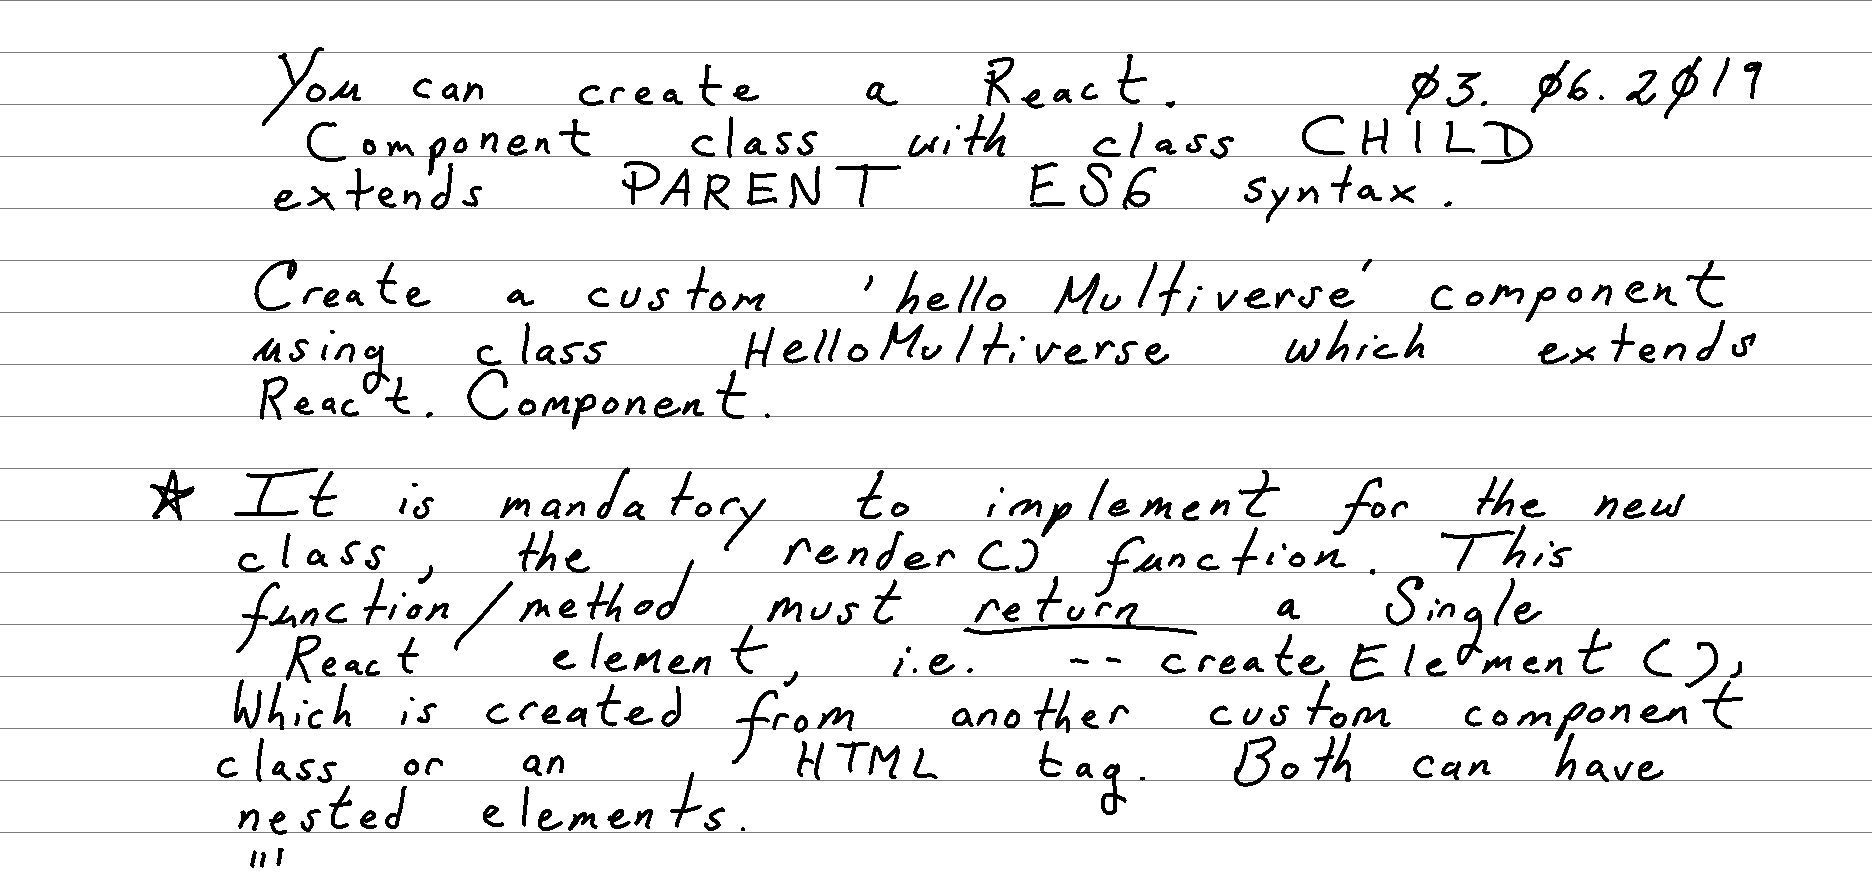 You can create a React. 03. 06. 2019
Component class with class CHILD
extends PARENT ES6 syntax.
Create a custom 'hello Multiverse' component
using class HelloMultiverse which extends
React. Component.
☆ It is mandatory to implement for the new
class, the render() function. This
function/method must return a Single
React element, i.e. -- createElement(),
Which is created from another custom component
class or an HTML tag. Both can have
nested elements.
"'